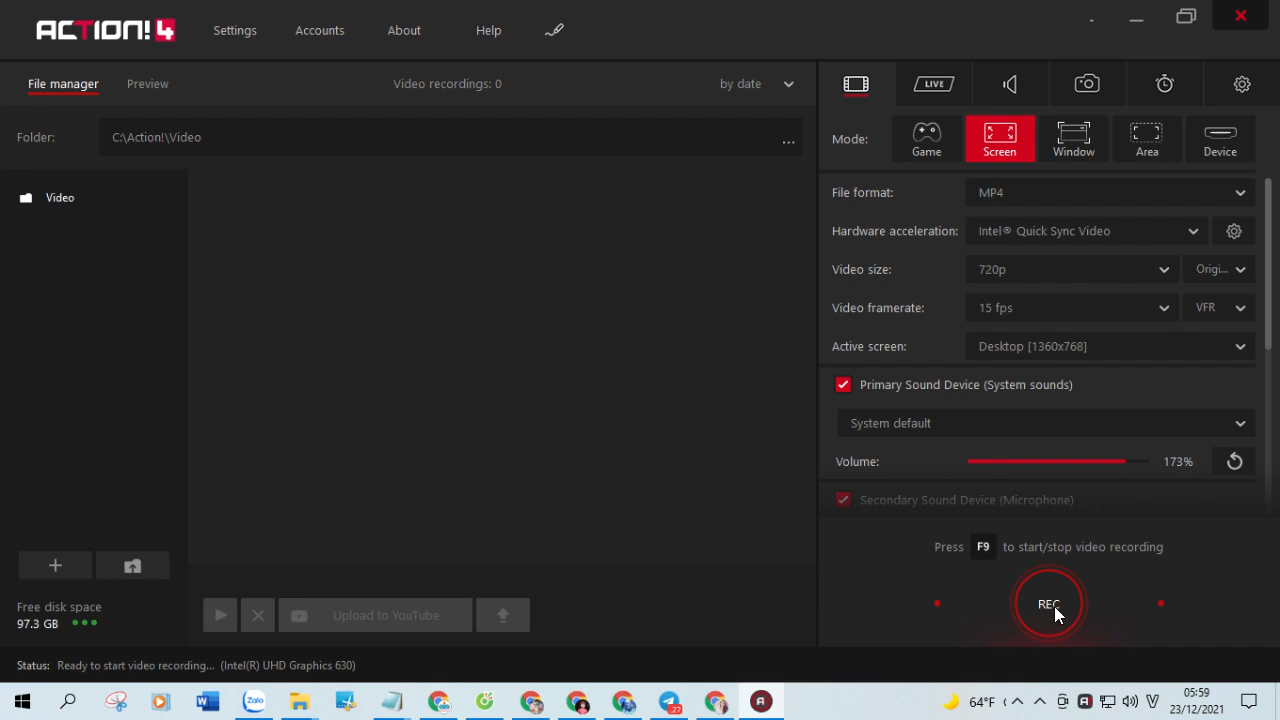 ACTION! 4
Settings
Accounts
About
Help
File manager
Preview
Video recordings: 0
by date
LIVE
Folder:
C:\Action!\Video
...
Mode:
Game
Screen
Window
Area
Device
Video
File format:
MP4
Hardware acceleration:
Intel® Quick Sync Video
Video size:
720p
Origi...
Video framerate:
15 fps
VFR
Active screen:
Desktop [1360x768]
Primary Sound Device (System sounds)
System default
Volume:
173%
Secondary Sound Device (Microphone)
Press F9 to start/stop video recording
REC
Free disk space
97.3 GB
Upload to YouTube
Status: Ready to start video recording... (Intel(R) UHD Graphics 630)
Zalo
27
64°F
05:59
23/12/2021